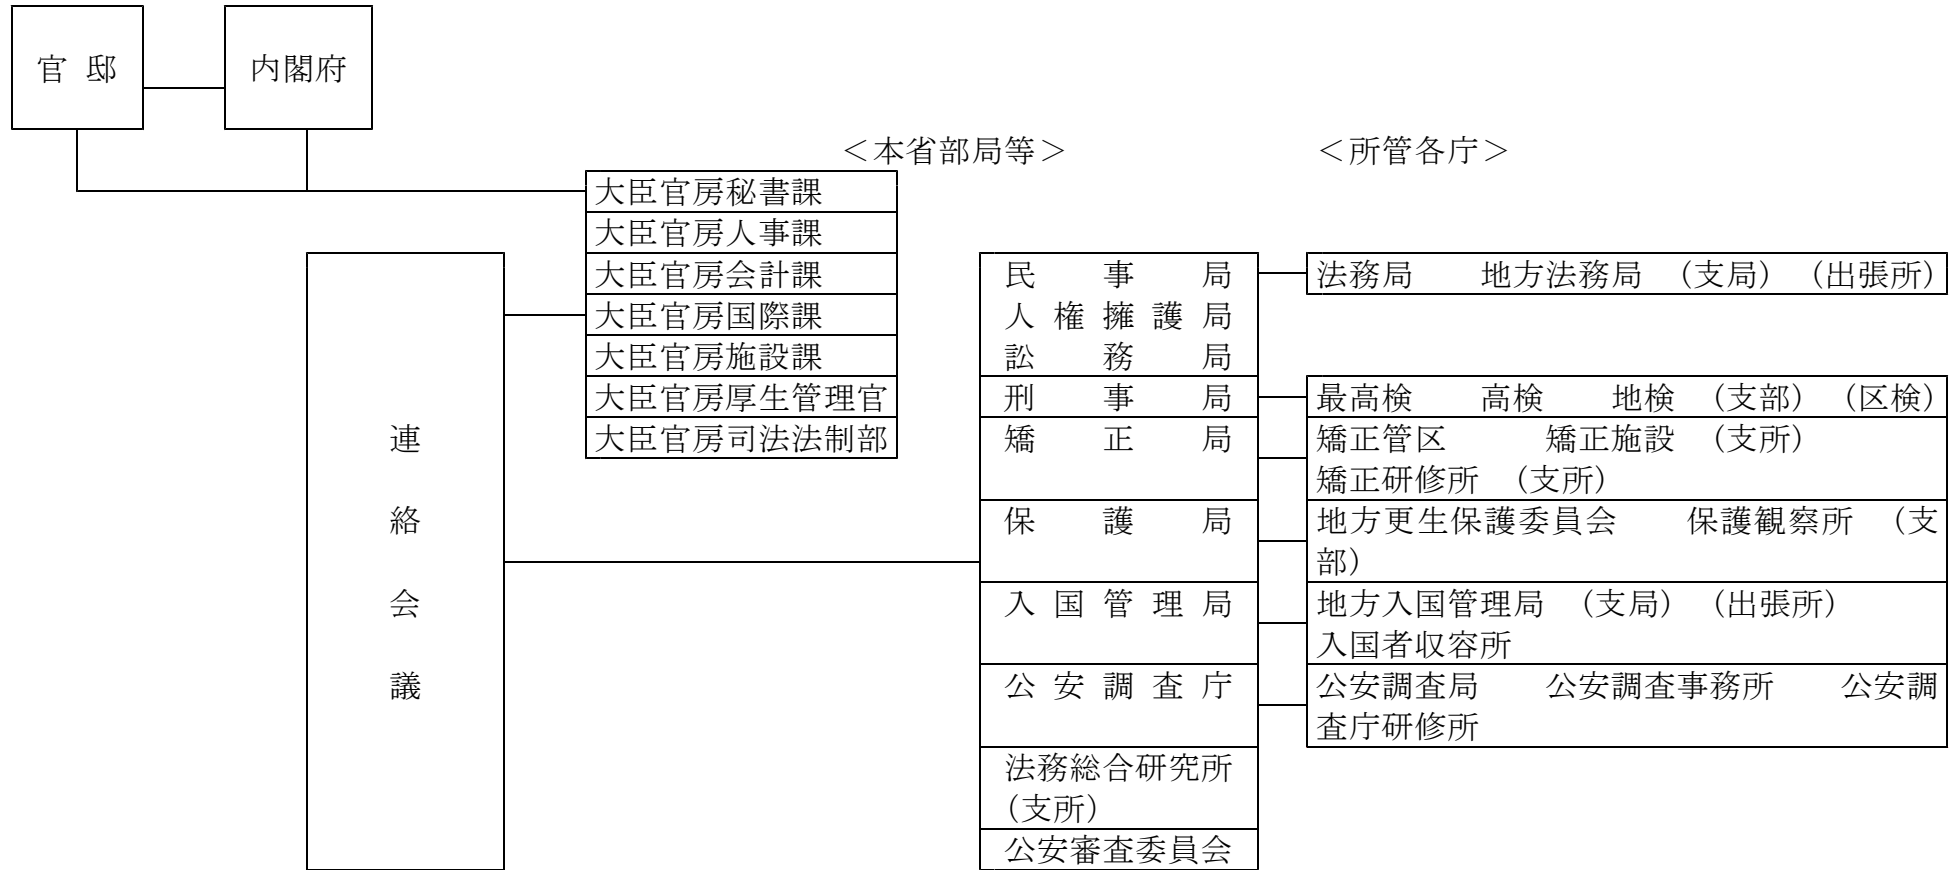 官 邸
内閣府
＜本省部局等＞
＜所管各庁＞
大臣官房秘書課
大臣官房人事課
大臣官房会計課
大臣官房国際課
大臣官房施設課
大臣官房厚生管理官
大臣官房司法法制部
連
絡
会
議
民事局
人権擁護局
訟務局
刑事局
矯正局
保護局
入国管理局
公安調査庁
法務総合研究所
（支所）
公安審査委員会
法務局　地方法務局　（支局）　（出張所）
最高検　高検　地検　（支部）　（区検）
矯正管区　矯正施設　（支所）
矯正研修所　（支所）
地方更生保護委員会　保護観察所　（支
部）
地方入国管理局　（支局）　（出張所）
入国者収容所
公安調査局　公安調査事務所　公安調
査庁研修所